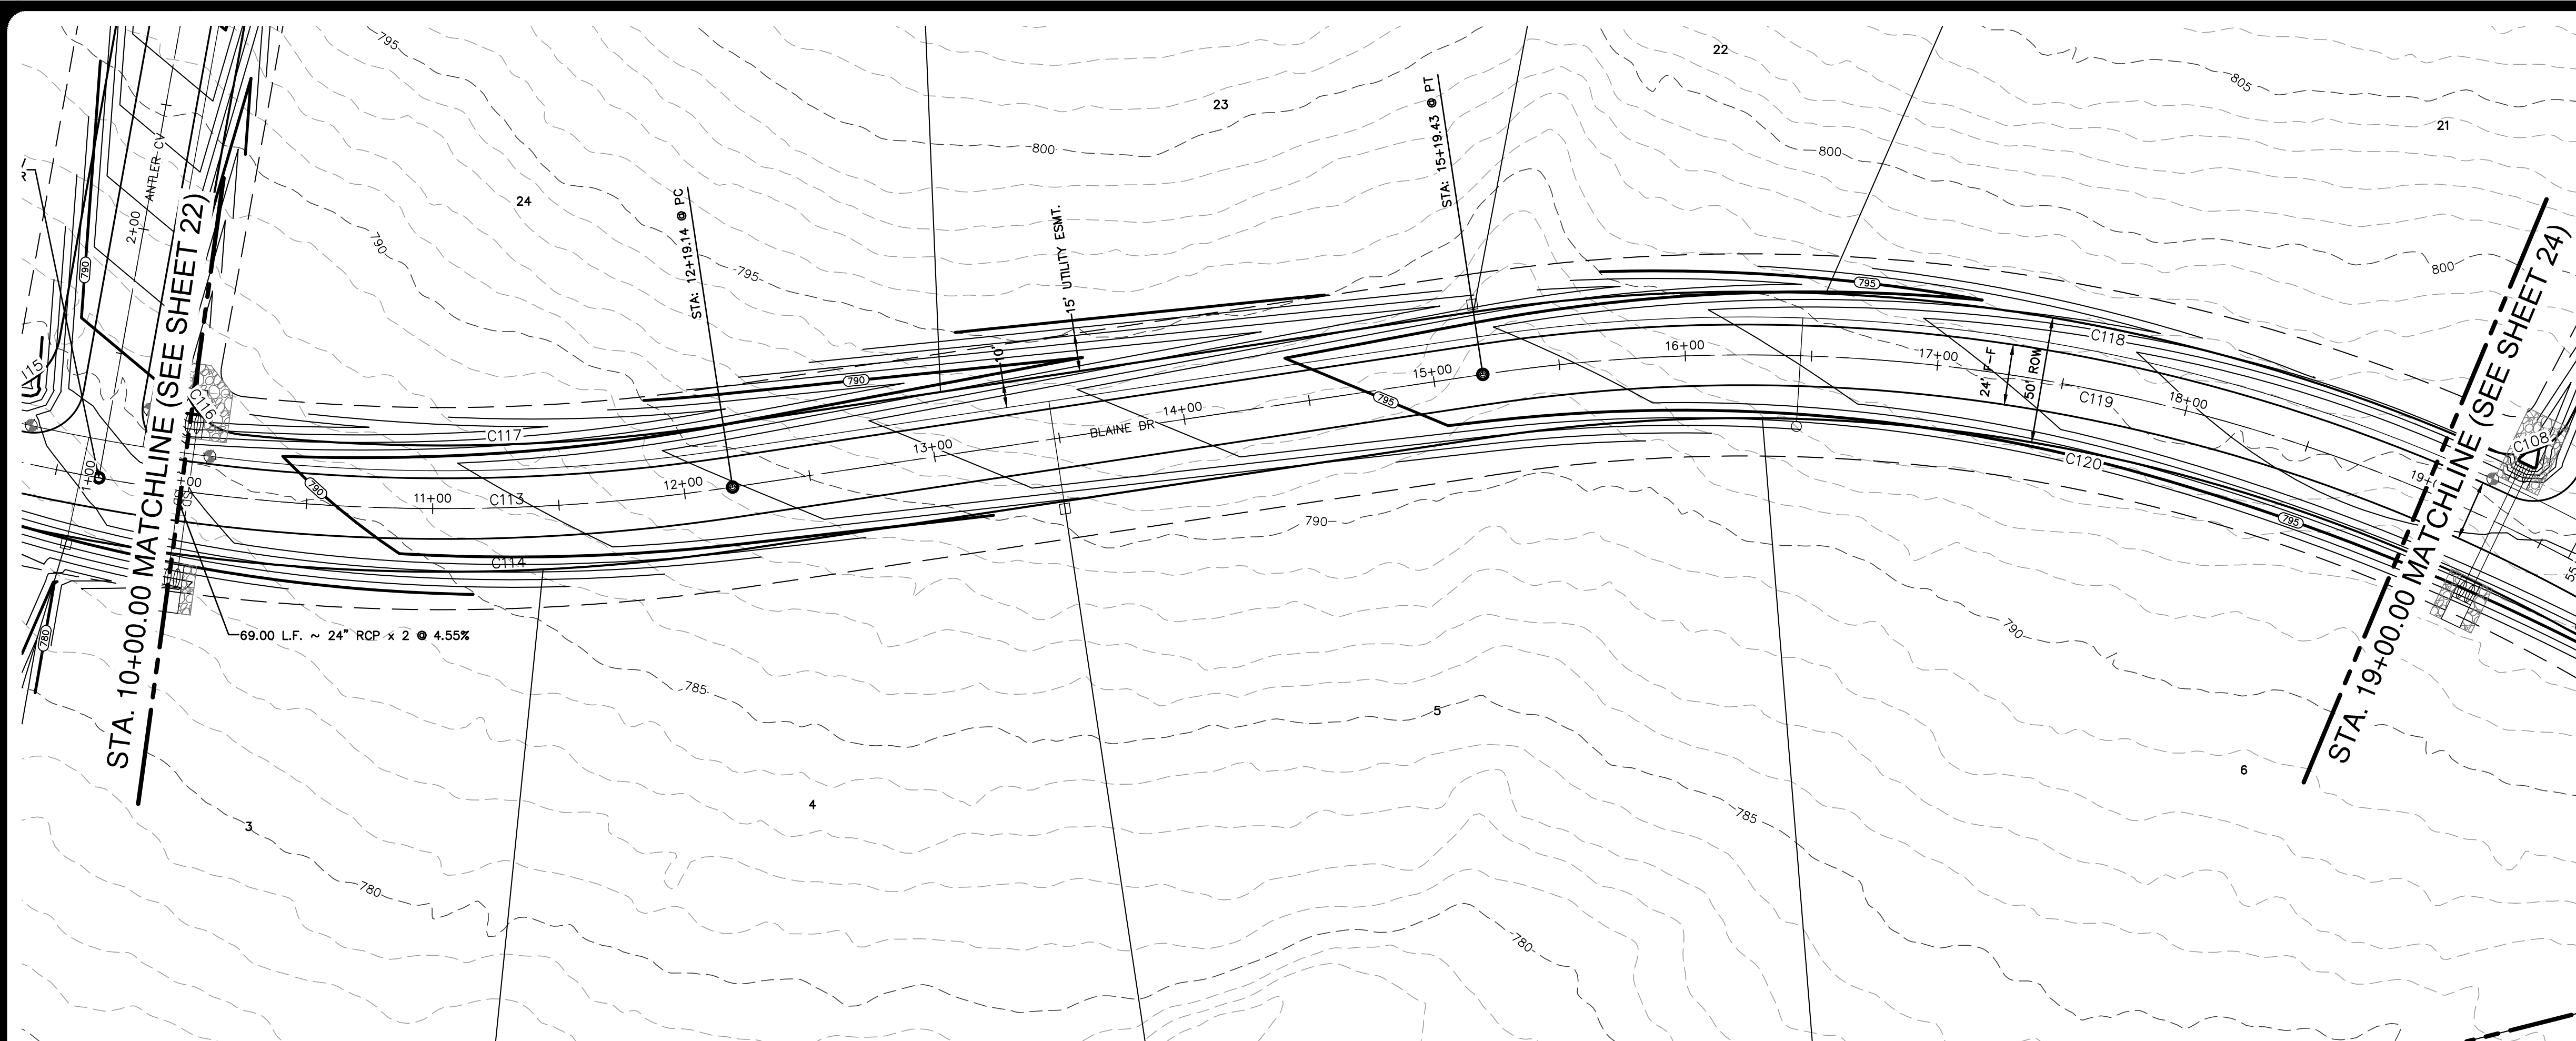 795
22
805
23
21
800
800
ANTLER CV
2+00
24
790
795
800
790
STA. 10+00.00 MATCHLINE (SEE SHEET 22)
STA: 12+19.14 @ PC
15' UTILITY ESMT.
10'
STA: 15+19.43 @ PT
795
STA. 19+00.00 MATCHLINE (SEE SHEET 24)
C118
16+00
17+00
24' F-F
50' ROW
15+00
790
C119
18+00
795
C116
C117
14+00
BLAINE DR
13+00
C108
C120
1+00
790
11+00
C113
12+00
790
795
C114
780
69.00 L.F. ~ 24" RCP x 2 @ 4.55%
790
785
5
6
4
785
3
780
780